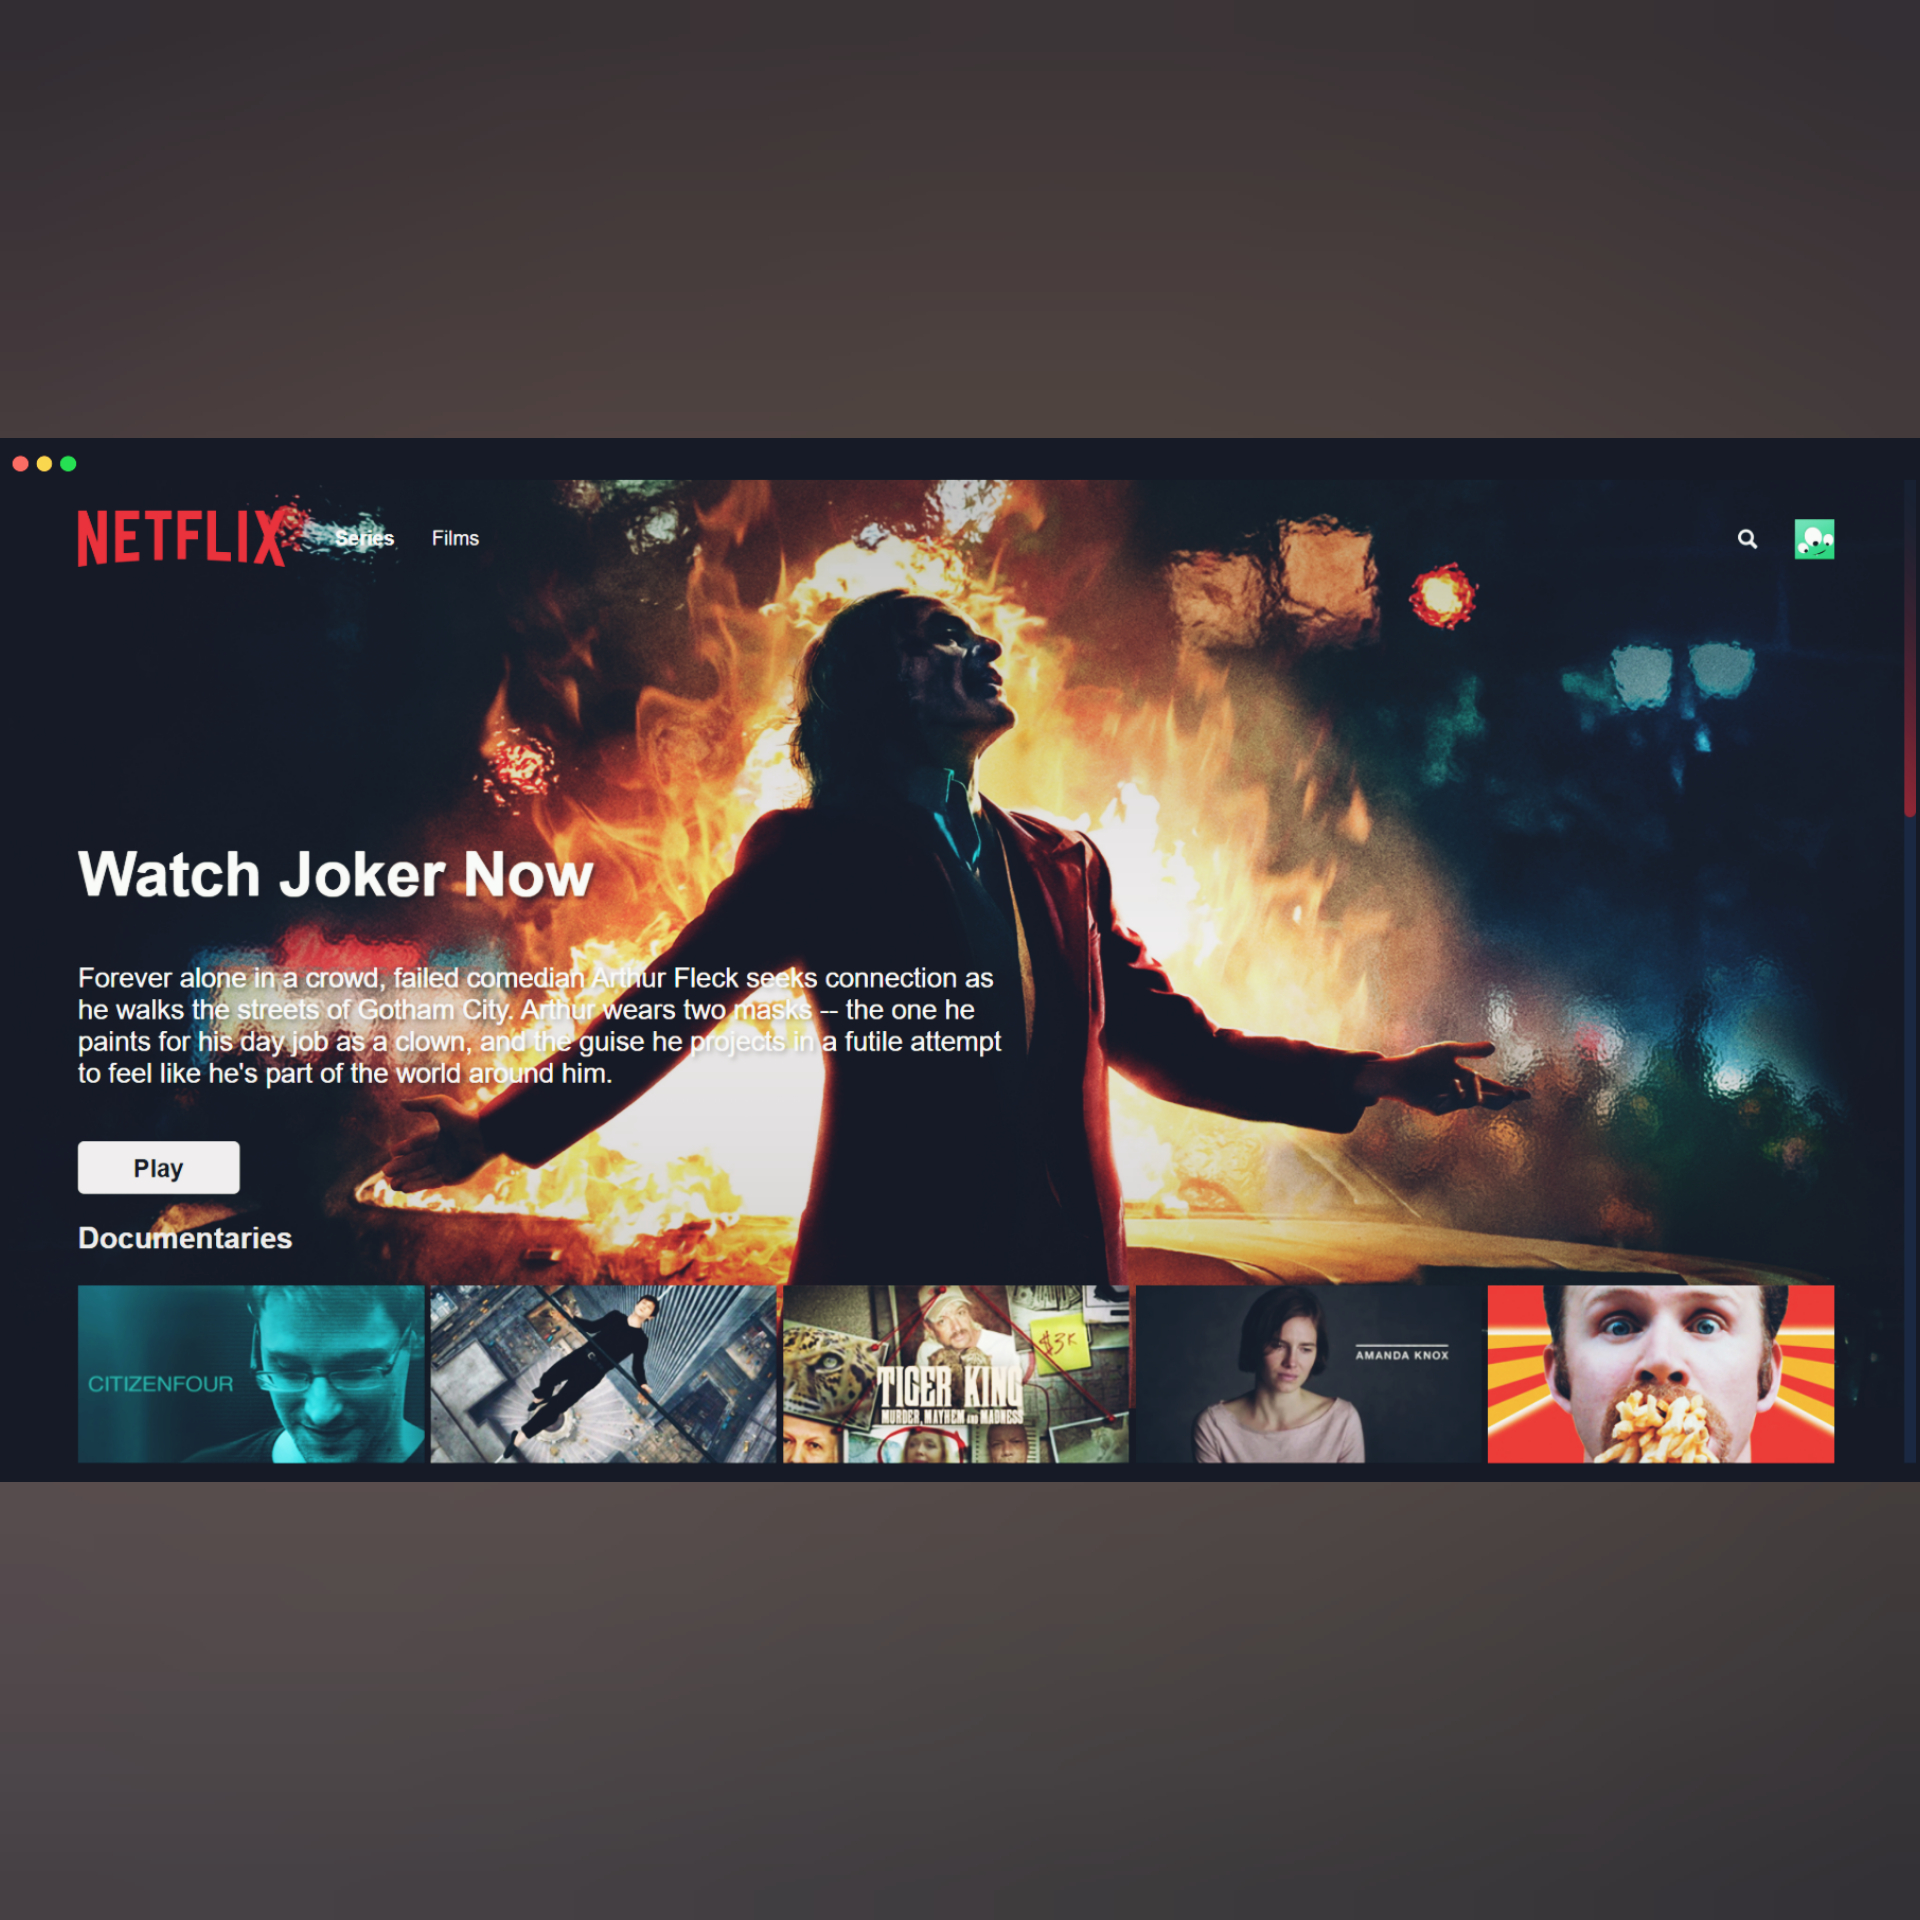 NETFLIX
Series
Films
Watch Joker Now
Forever alone in a crowd, failed comedian Arthur Fleck seeks connection as
he walks the streets of Gotham City. Arthur wears two masks -- the one he
paints for his day job as a clown, and the guise he projects in a futile attempt
to feel like he's part of the world around him.
Play
Documentaries
CITIZENFOUR
$3K
TIGER KING
MURDER, MAYHEM AND MADNESS
AMANDA KNOX